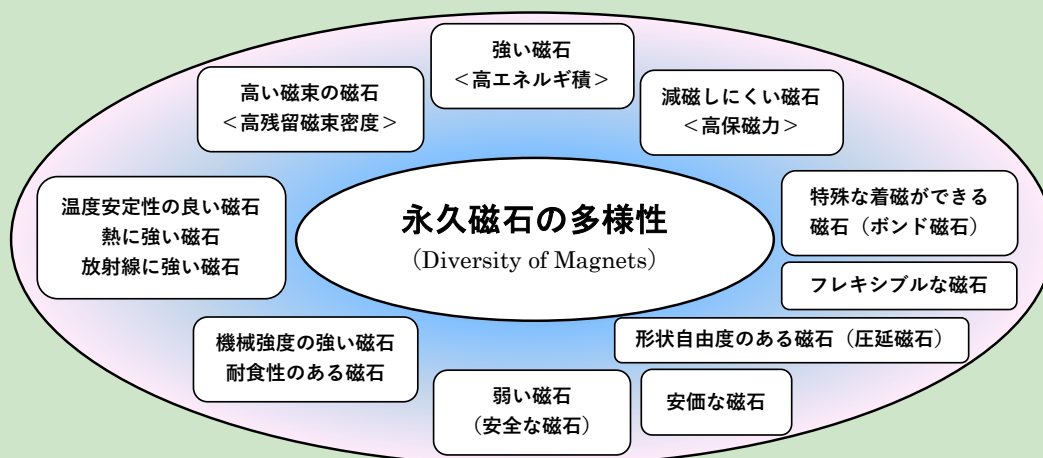 強い磁石
＜高エネルギ積＞
高い磁束の磁石
＜高残留磁束密度＞
減磁しにくい磁石
＜高保磁力＞
温度安定性の良い磁石
熱に強い磁石
放射線に強い磁石
永久磁石の多様性
（Diversity of Magnets）
特殊な着磁ができる
磁石（ボンド磁石）
フレキシブルな磁石
機械強度の強い磁石
耐食性のある磁石
形状自由度のある磁石（圧延磁石）
弱い磁石
（安全な磁石）
安価な磁石